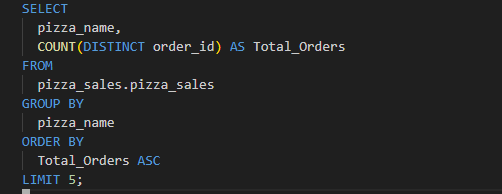 SELECT
pizza_name,
COUNT(DISTINCT order_id) AS Total_Orders
FROM
pizza_sales.pizza_sales
GROUP BY
pizza_name
ORDER BY
Total_Orders ASC
LIMIT 5;